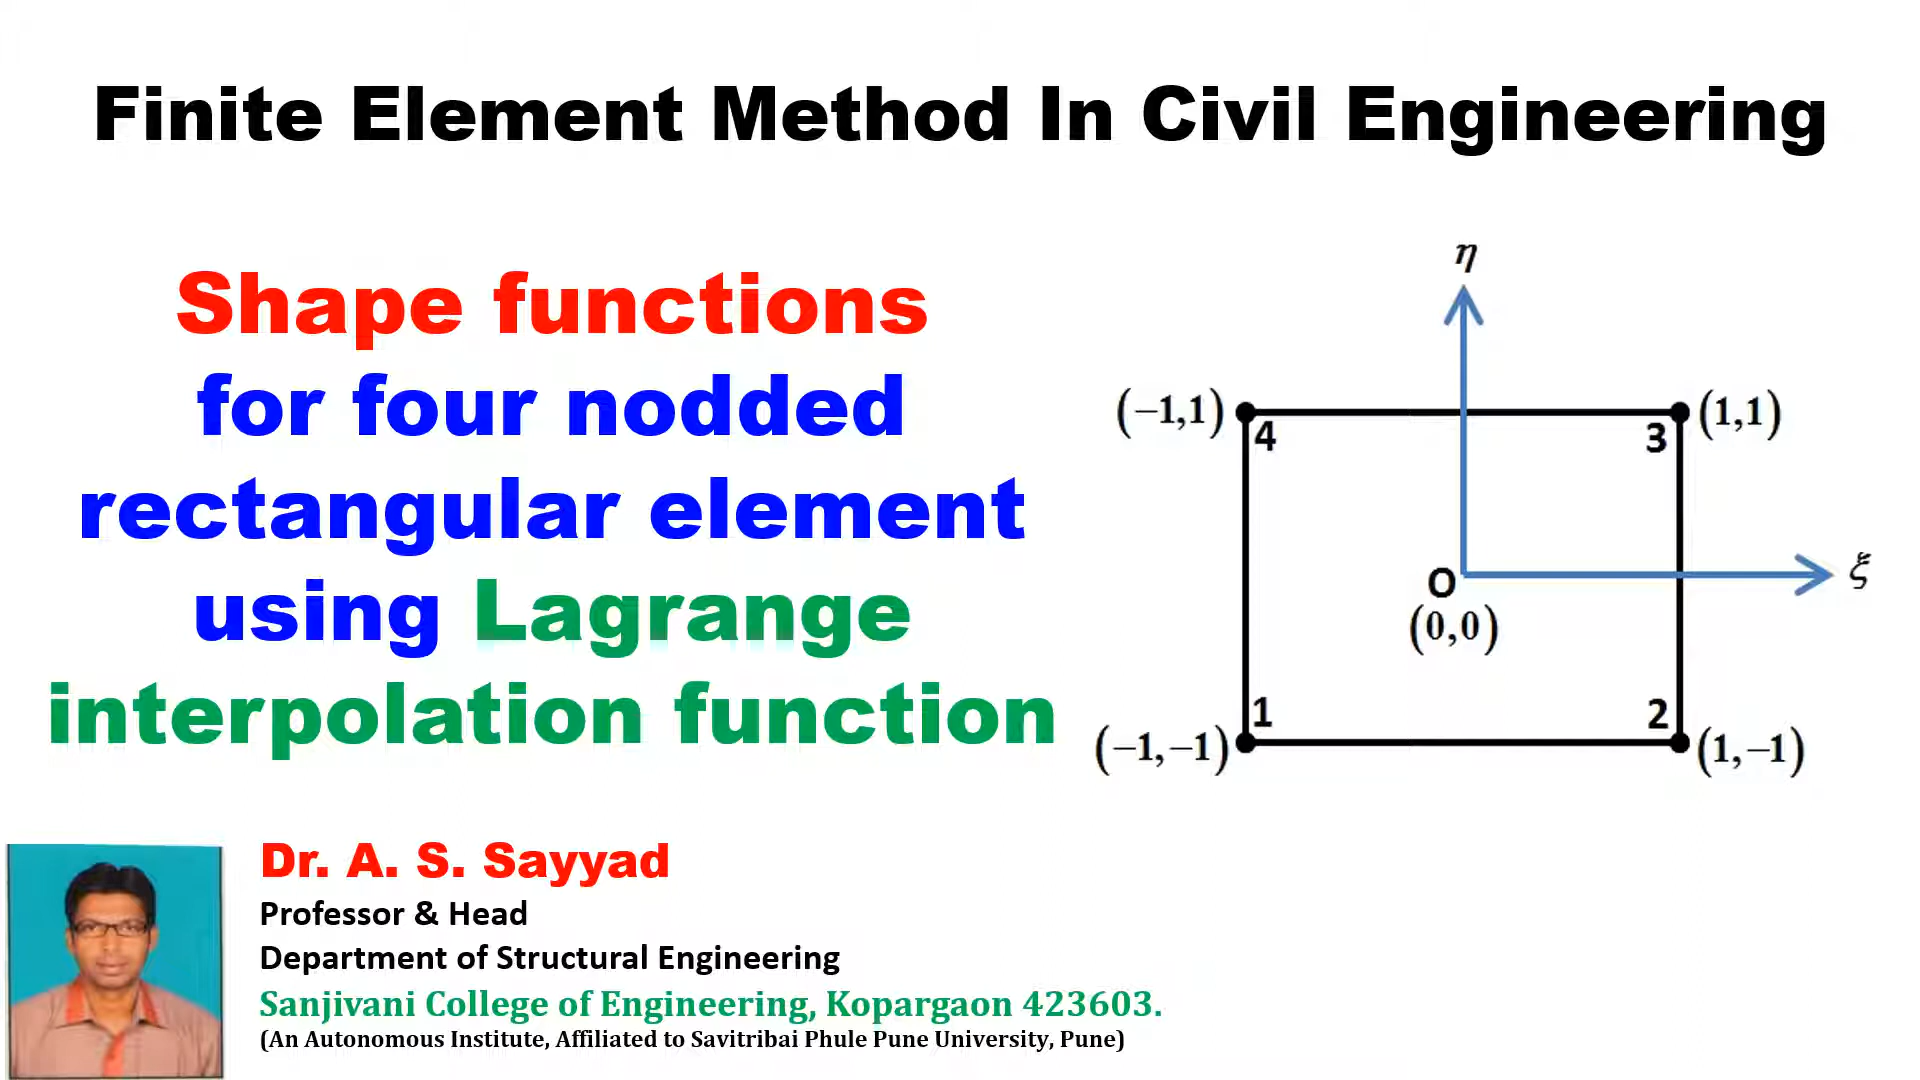 Finite Element Method In Civil Engineering
Shape functions
for four nodded
rectangular element
using Lagrange
interpolation function
η
(−1,1)
4
3
(1,1)
ξ
O
(0,0)
1
2
(−1,−1)
(1,−1)
Dr. A. S. Sayyad
Professor & Head
Department of Structural Engineering
Sanjivani College of Engineering, Kopargaon 423603.
(An Autonomous Institute, Affiliated to Savitribai Phule Pune University, Pune)